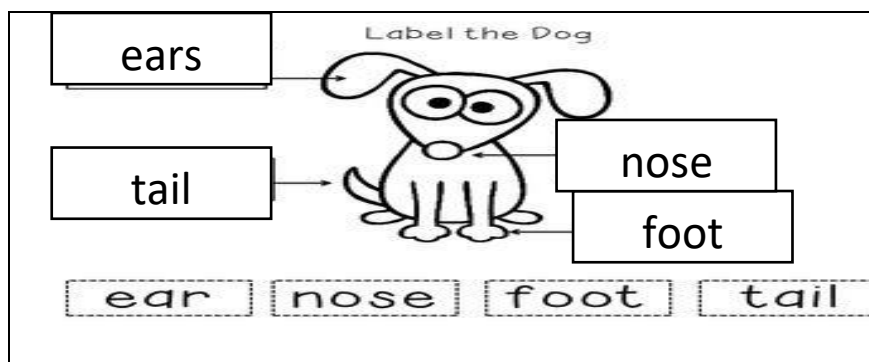 Label the Dog
ears
nose
tail
foot
ear nose foot tail